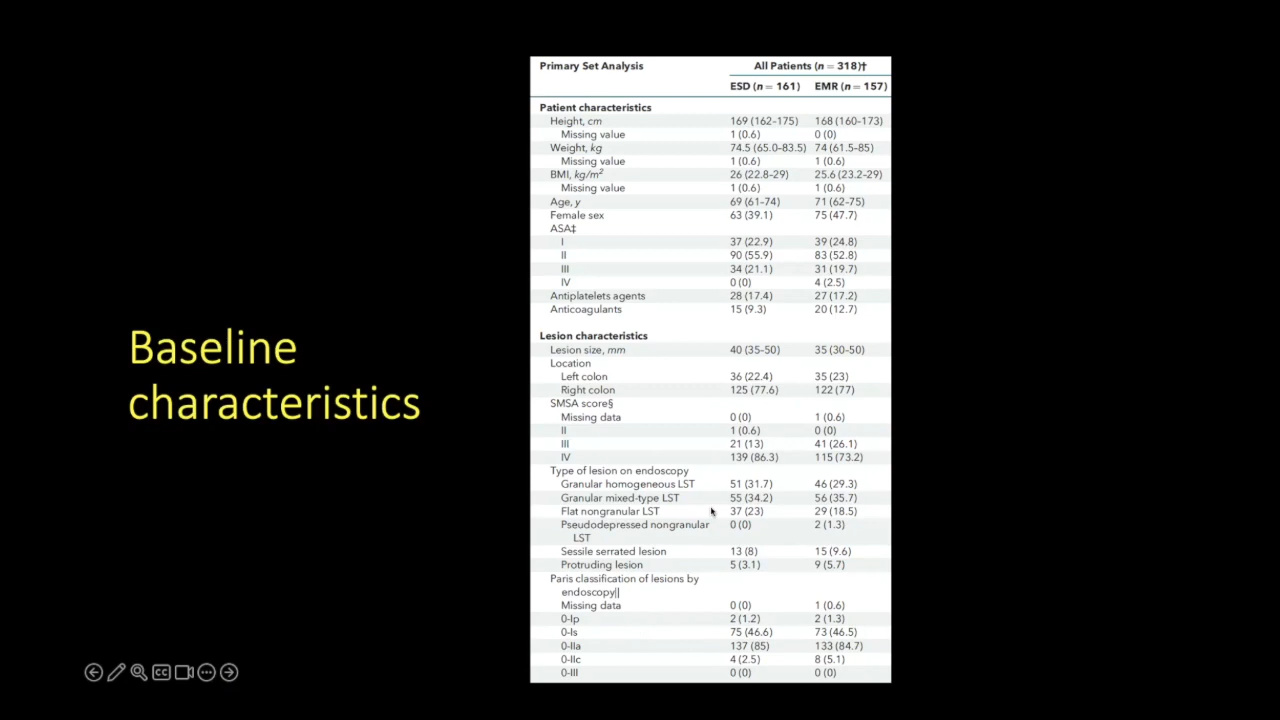 Baseline
characteristics
Primary Set Analysis All Patients (n = 318)†
ESD (n = 161) EMR (n = 157)
Patient characteristics
Height, cm 169 (162–175) 168 (160–173)
Missing value 1 (0.6) 0 (0)
Weight, kg 74.5 (65.0–83.5) 74 (61.5–85)
Missing value 1 (0.6) 1 (0.6)
BMI, kg/m² 26 (22.8–29) 25.6 (23.2–29)
Missing value 1 (0.6) 1 (0.6)
Age, y 69 (61–74) 71 (62–75)
Female sex 63 (39.1) 75 (47.7)
ASA‡
I 37 (22.9) 39 (24.8)
II 90 (55.9) 83 (52.8)
III 34 (21.1) 31 (19.7)
IV 0 (0) 4 (2.5)
Antiplatelets agents 28 (17.4) 27 (17.2)
Anticoagulants 15 (9.3) 20 (12.7)
Lesion characteristics
Lesion size, mm 40 (35–50) 35 (30–50)
Location
Left colon 36 (22.4) 35 (23)
Right colon 125 (77.6) 122 (77)
SMSA score§
Missing data 0 (0) 1 (0.6)
II 1 (0.6) 0 (0)
III 21 (13) 41 (26.1)
IV 139 (86.3) 115 (73.2)
Type of lesion on endoscopy
Granular homogeneous LST 51 (31.7) 46 (29.3)
Granular mixed-type LST 55 (34.2) 56 (35.7)
Flat nongranular LST 37 (23) 29 (18.5)
Pseudodepressed nongranular 0 (0) 2 (1.3)
LST
Sessile serrated lesion 13 (8) 15 (9.6)
Protruding lesion 5 (3.1) 9 (5.7)
Paris classification of lesions by
endoscopy||
Missing data 0 (0) 1 (0.6)
0-Ip 2 (1.2) 2 (1.3)
0-Is 75 (46.6) 73 (46.5)
0-IIa 137 (85) 133 (84.7)
0-IIc 4 (2.5) 8 (5.1)
0-III 0 (0) 0 (0)
CC